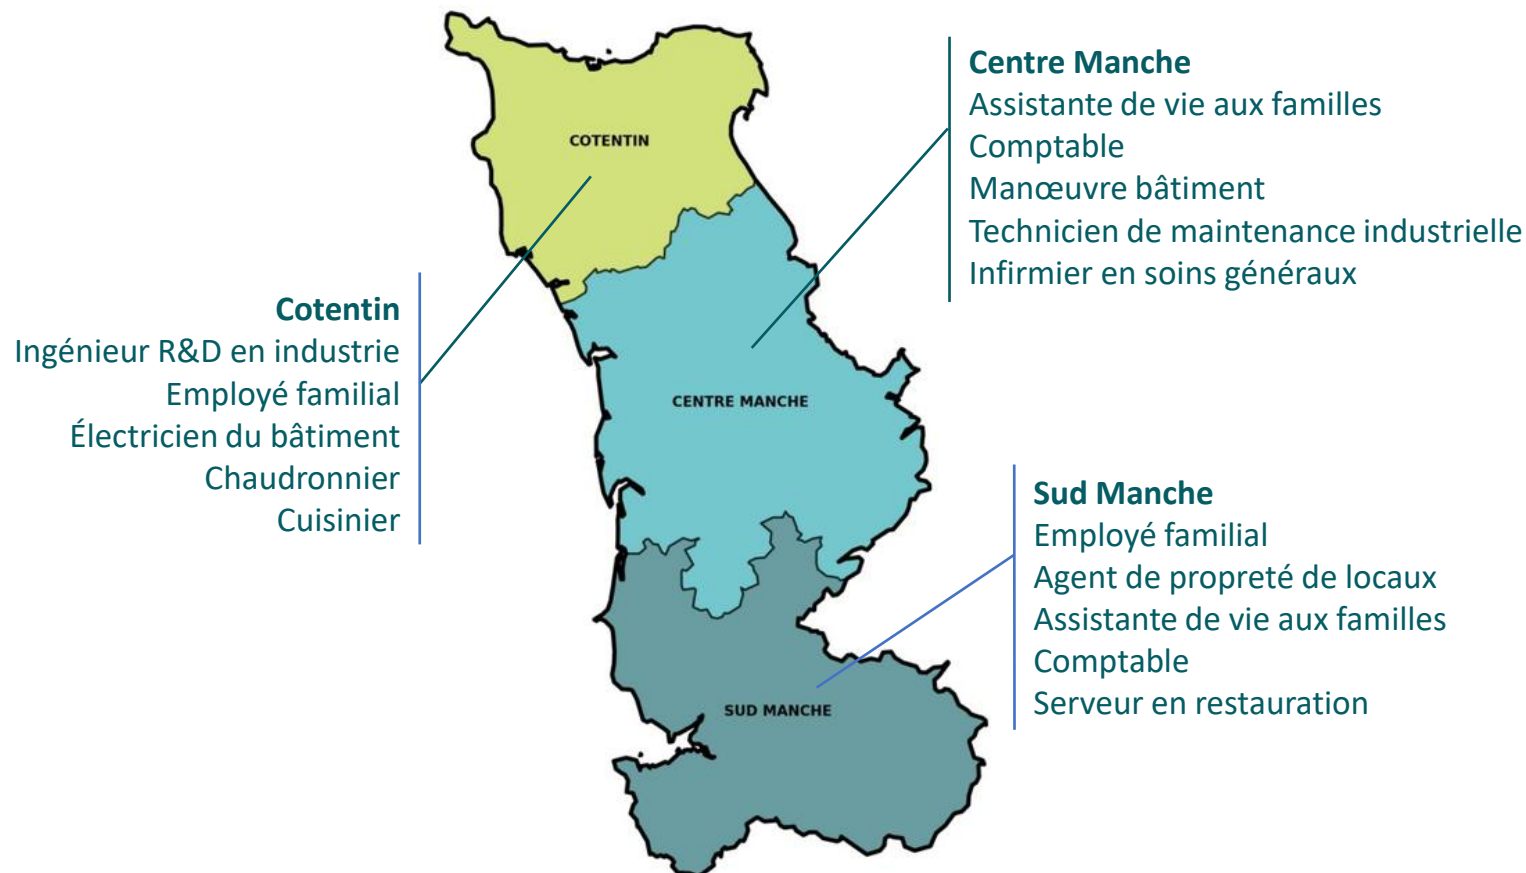 COTENTIN
CENTRE MANCHE
SUD MANCHE
Cotentin
Ingénieur R&D en industrie
Employé familial
Électricien du bâtiment
Chaudronnier
Cuisinier
Centre Manche
Assistante de vie aux familles
Comptable
Manœuvre bâtiment
Technicien de maintenance industrielle
Infirmier en soins généraux
Sud Manche
Employé familial
Agent de propreté de locaux
Assistante de vie aux familles
Comptable
Serveur en restauration